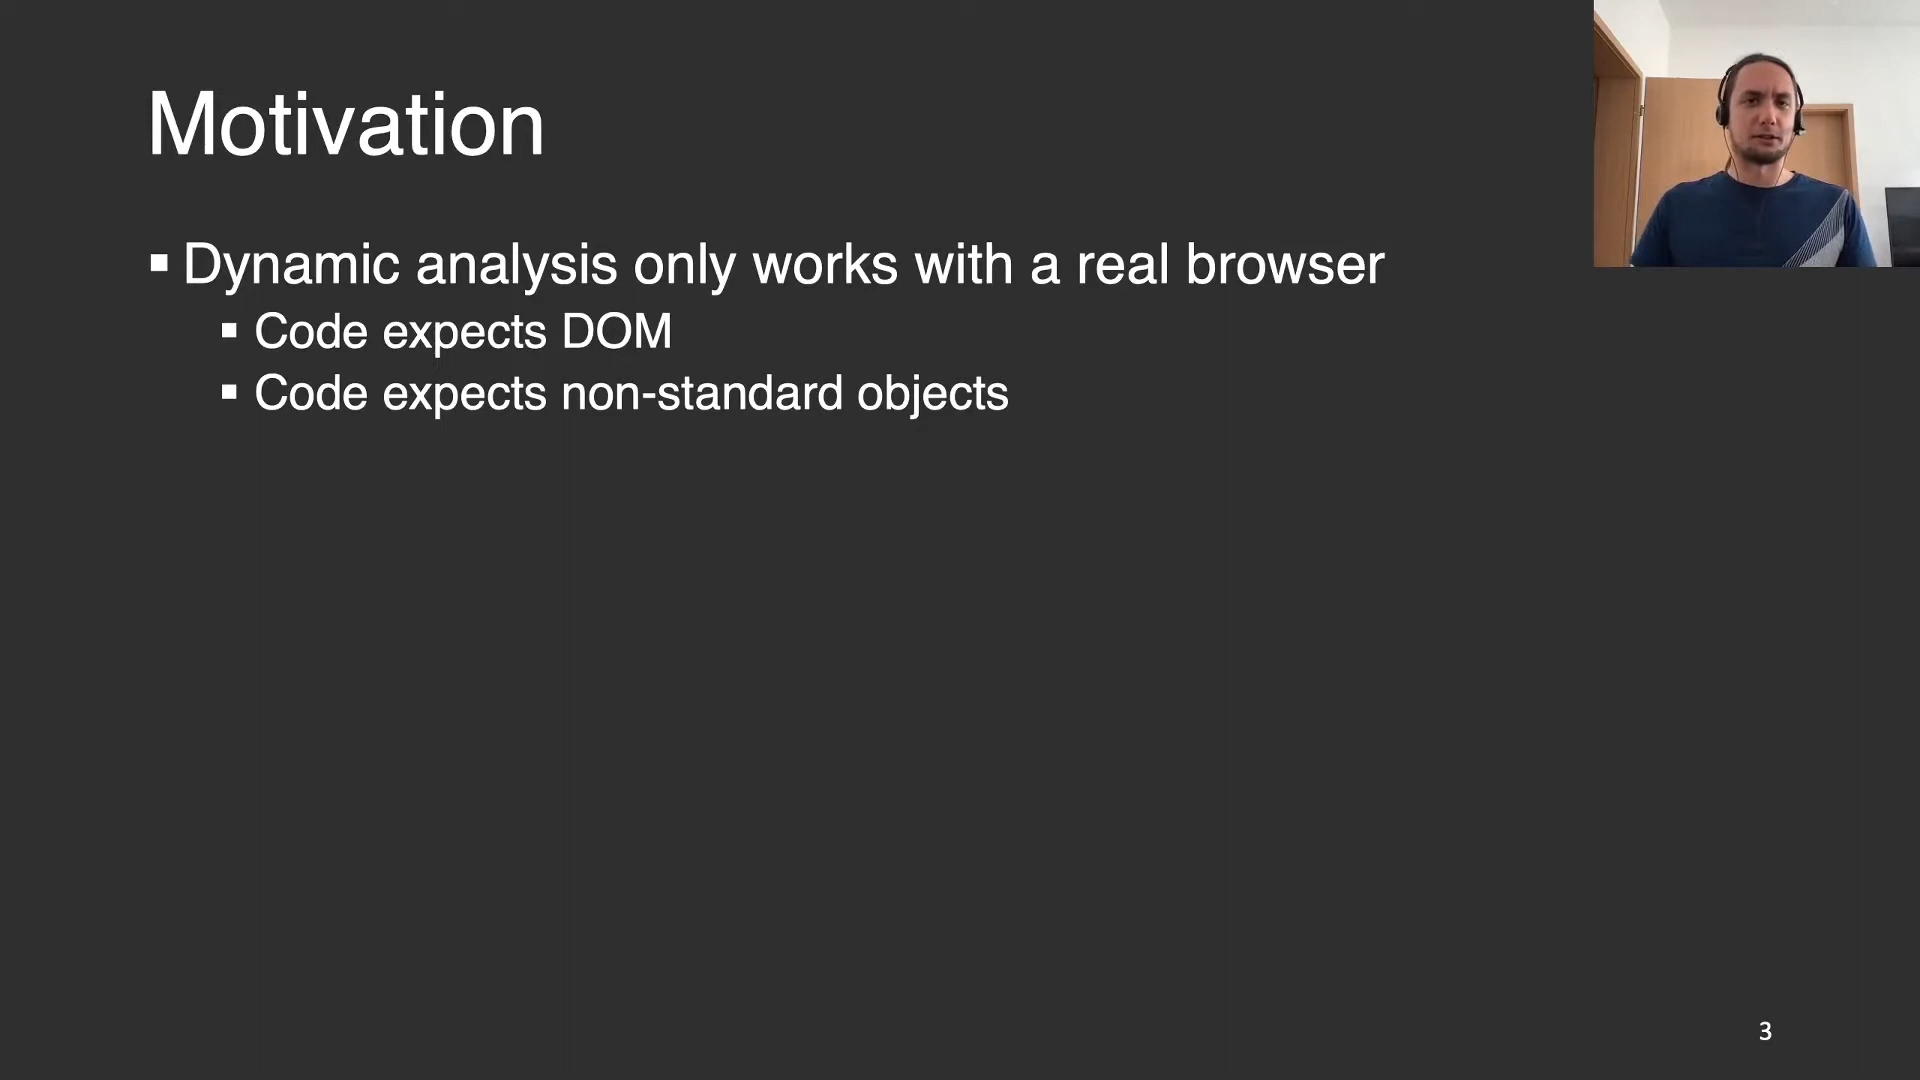 Motivation
▪ Dynamic analysis only works with a real browser
▪ Code expects DOM
▪ Code expects non-standard objects
3